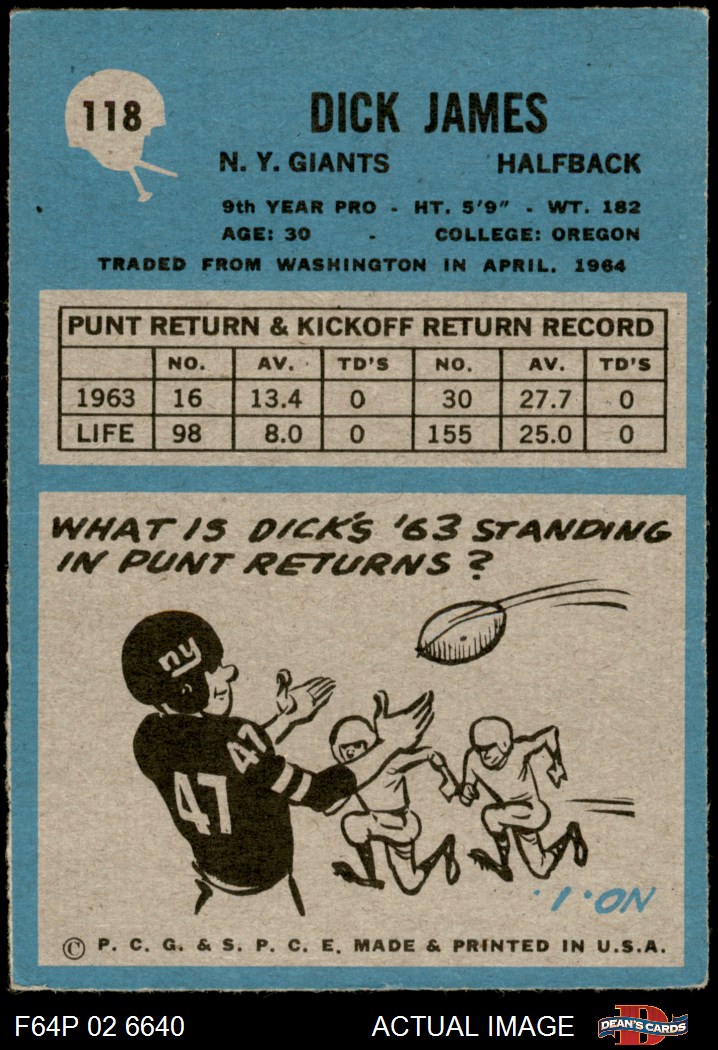 118
DICK JAMES
N. Y. GIANTS HALFBACK
9th YEAR PRO - HT. 5'9" - WT. 182
AGE: 30 - COLLEGE: OREGON
TRADED FROM WASHINGTON IN APRIL, 1964
PUNT RETURN & KICKOFF RETURN RECORD
NO. AV. TD'S NO. AV. TD'S
1963 16 13.4 0 30 27.7 0
LIFE 98 8.0 0 155 25.0 0
WHAT IS DICK'S '63 STANDING
IN PUNT RETURNS?
ny
47
47
NO. 1.
© P. C. G. & S. P. C. E. MADE & PRINTED IN U.S.A.
F64P 02 6640 ACTUAL IMAGE D DEAN'S CARDS